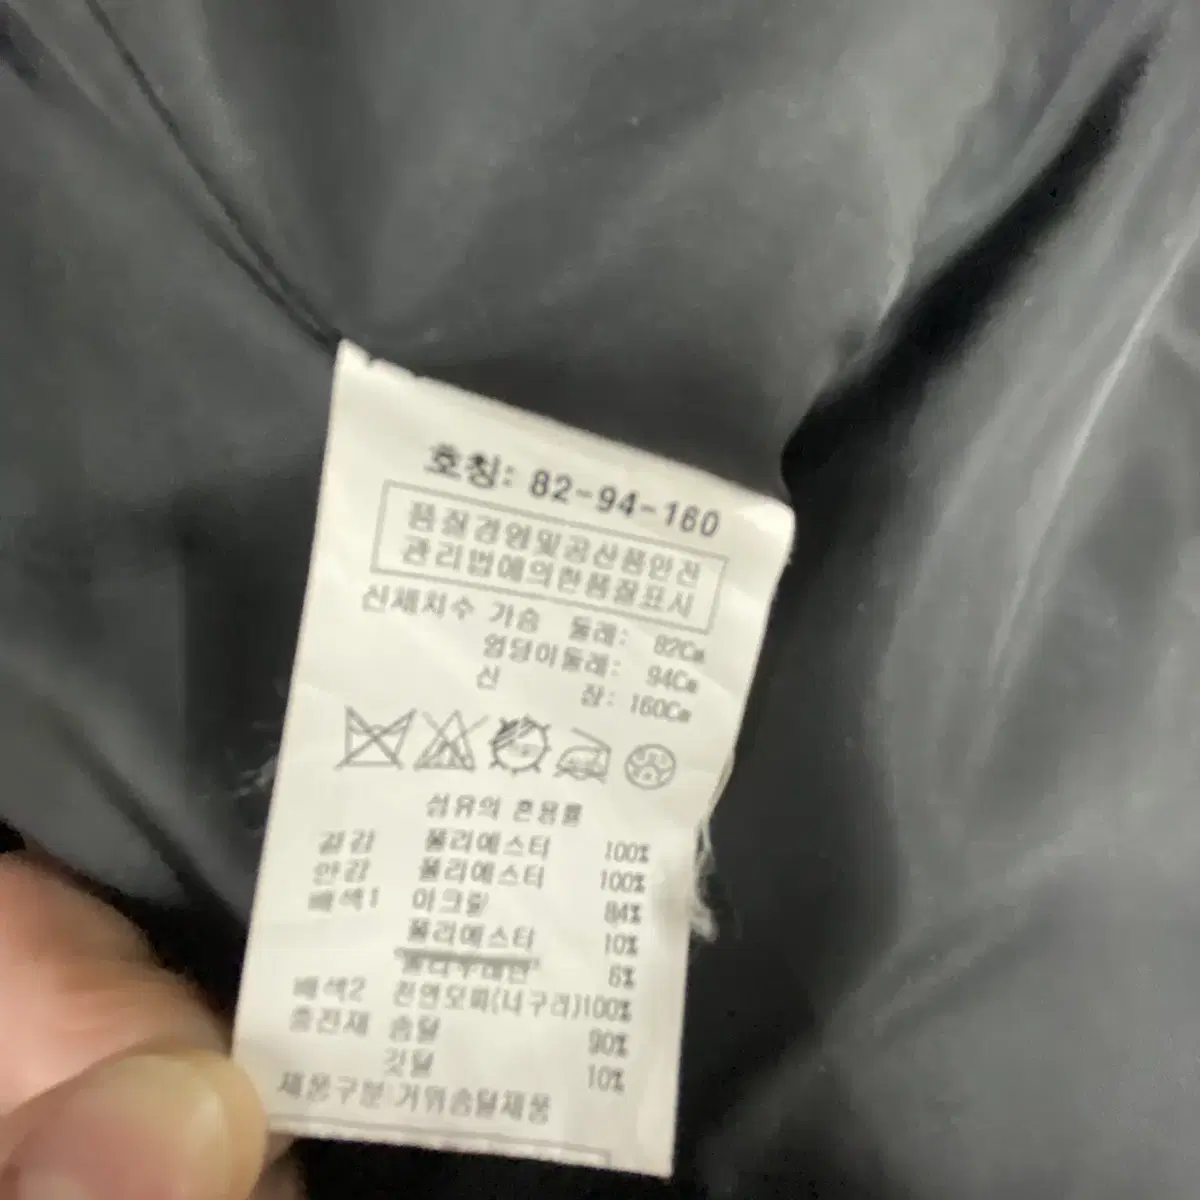 호칭: 82-94-160
품질경영및공산품안전
관리법에의한품질표시
신체치수 가슴 둘레: 82Cm
엉덩이둘레: 94Cm
신 장: 160Cm
섬유의 혼용률
겉감 폴리에스터 100%
안감 폴리에스터 100%
배색1 아크릴 84%
폴리에스터 10%
폴리우레탄 6%
배색2 천연모피(너구리)100%
충전재 솜털 90%
깃털 10%
제품구분:거위솜털제품